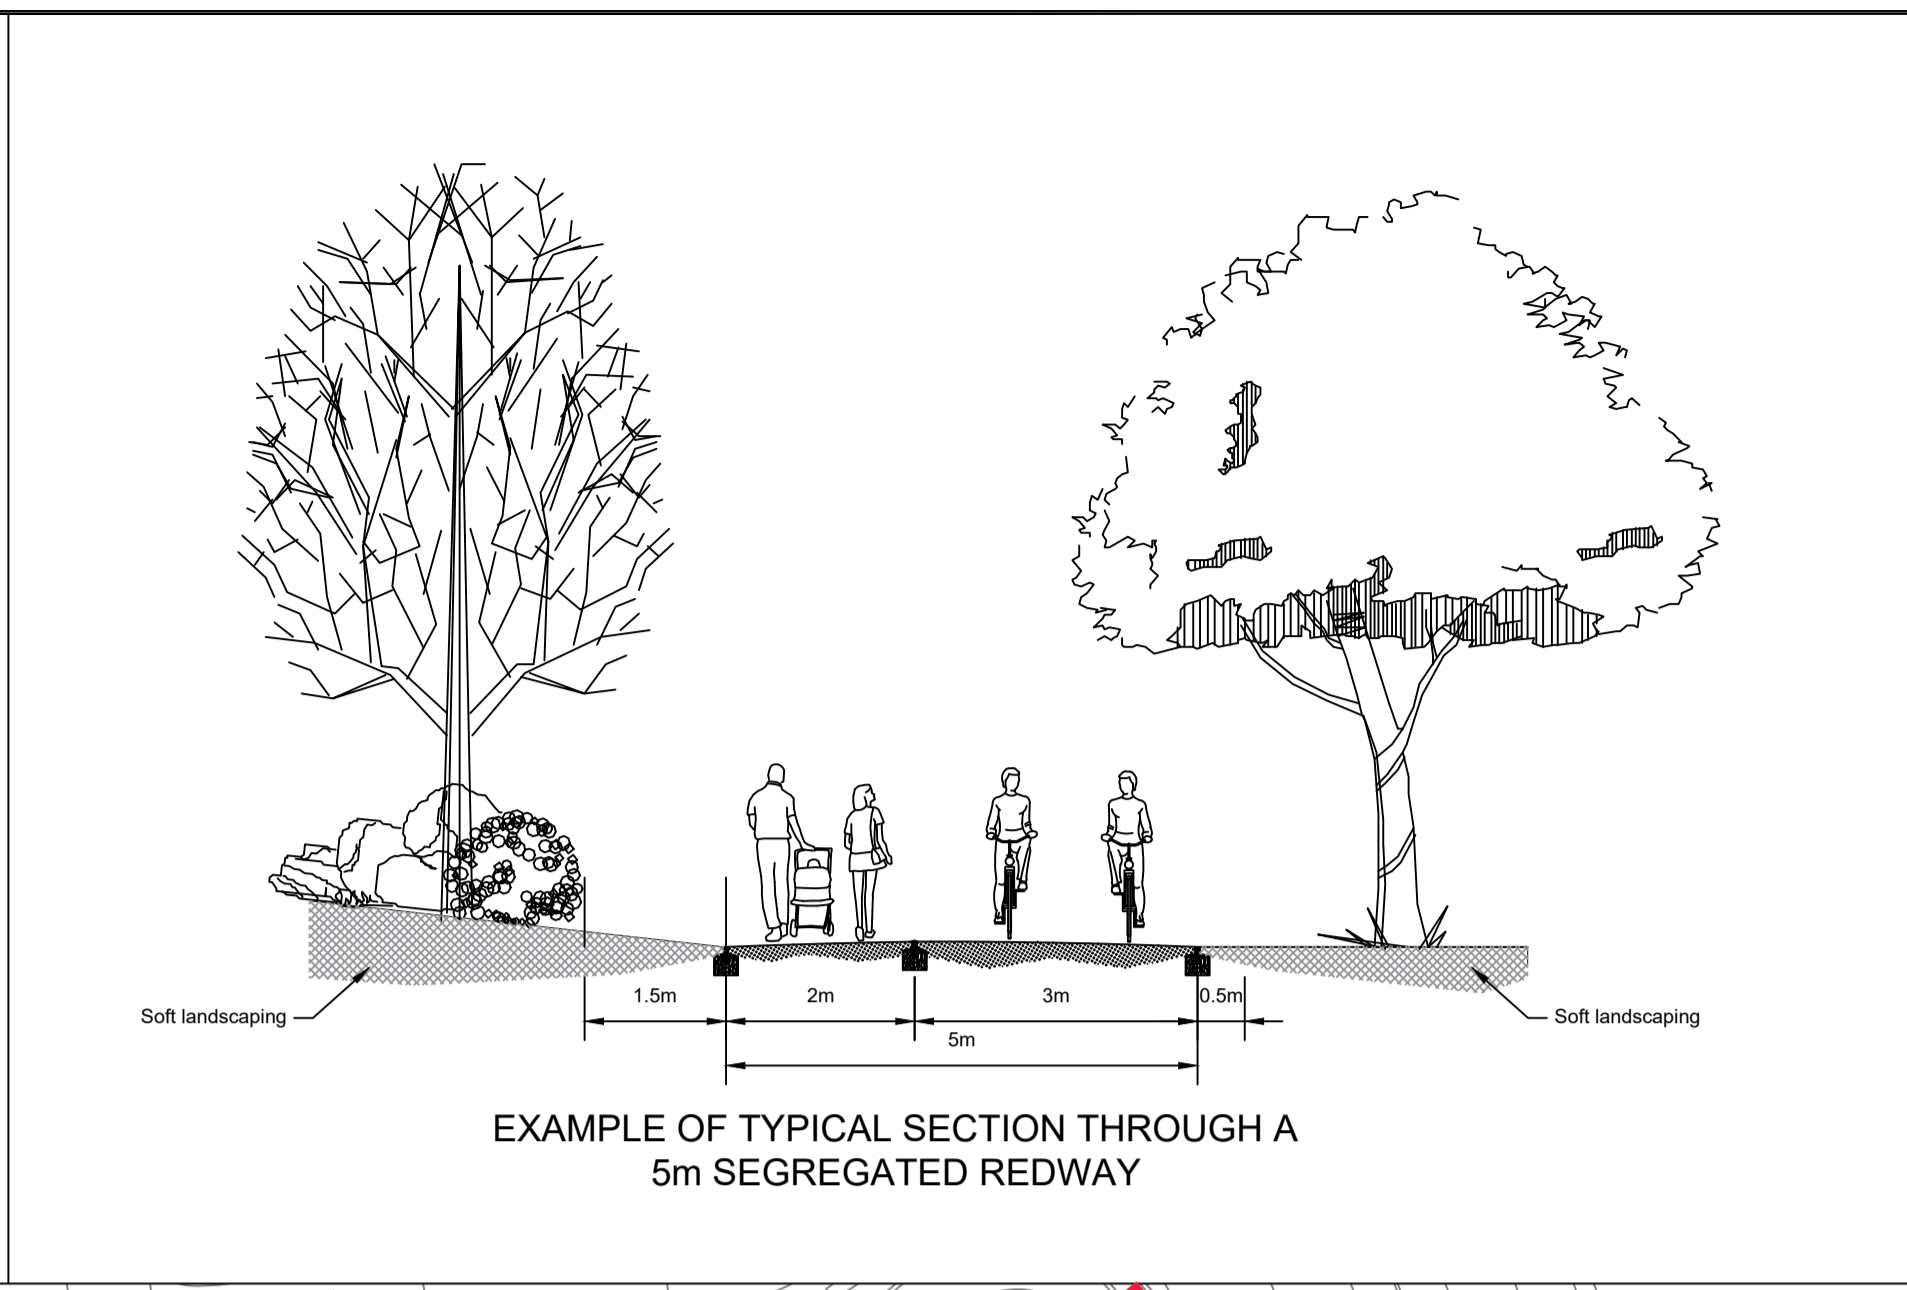 1.5m
2m
3m
0.5m
Soft landscaping
Soft landscaping
5m
EXAMPLE OF TYPICAL SECTION THROUGH A
5m SEGREGATED REDWAY